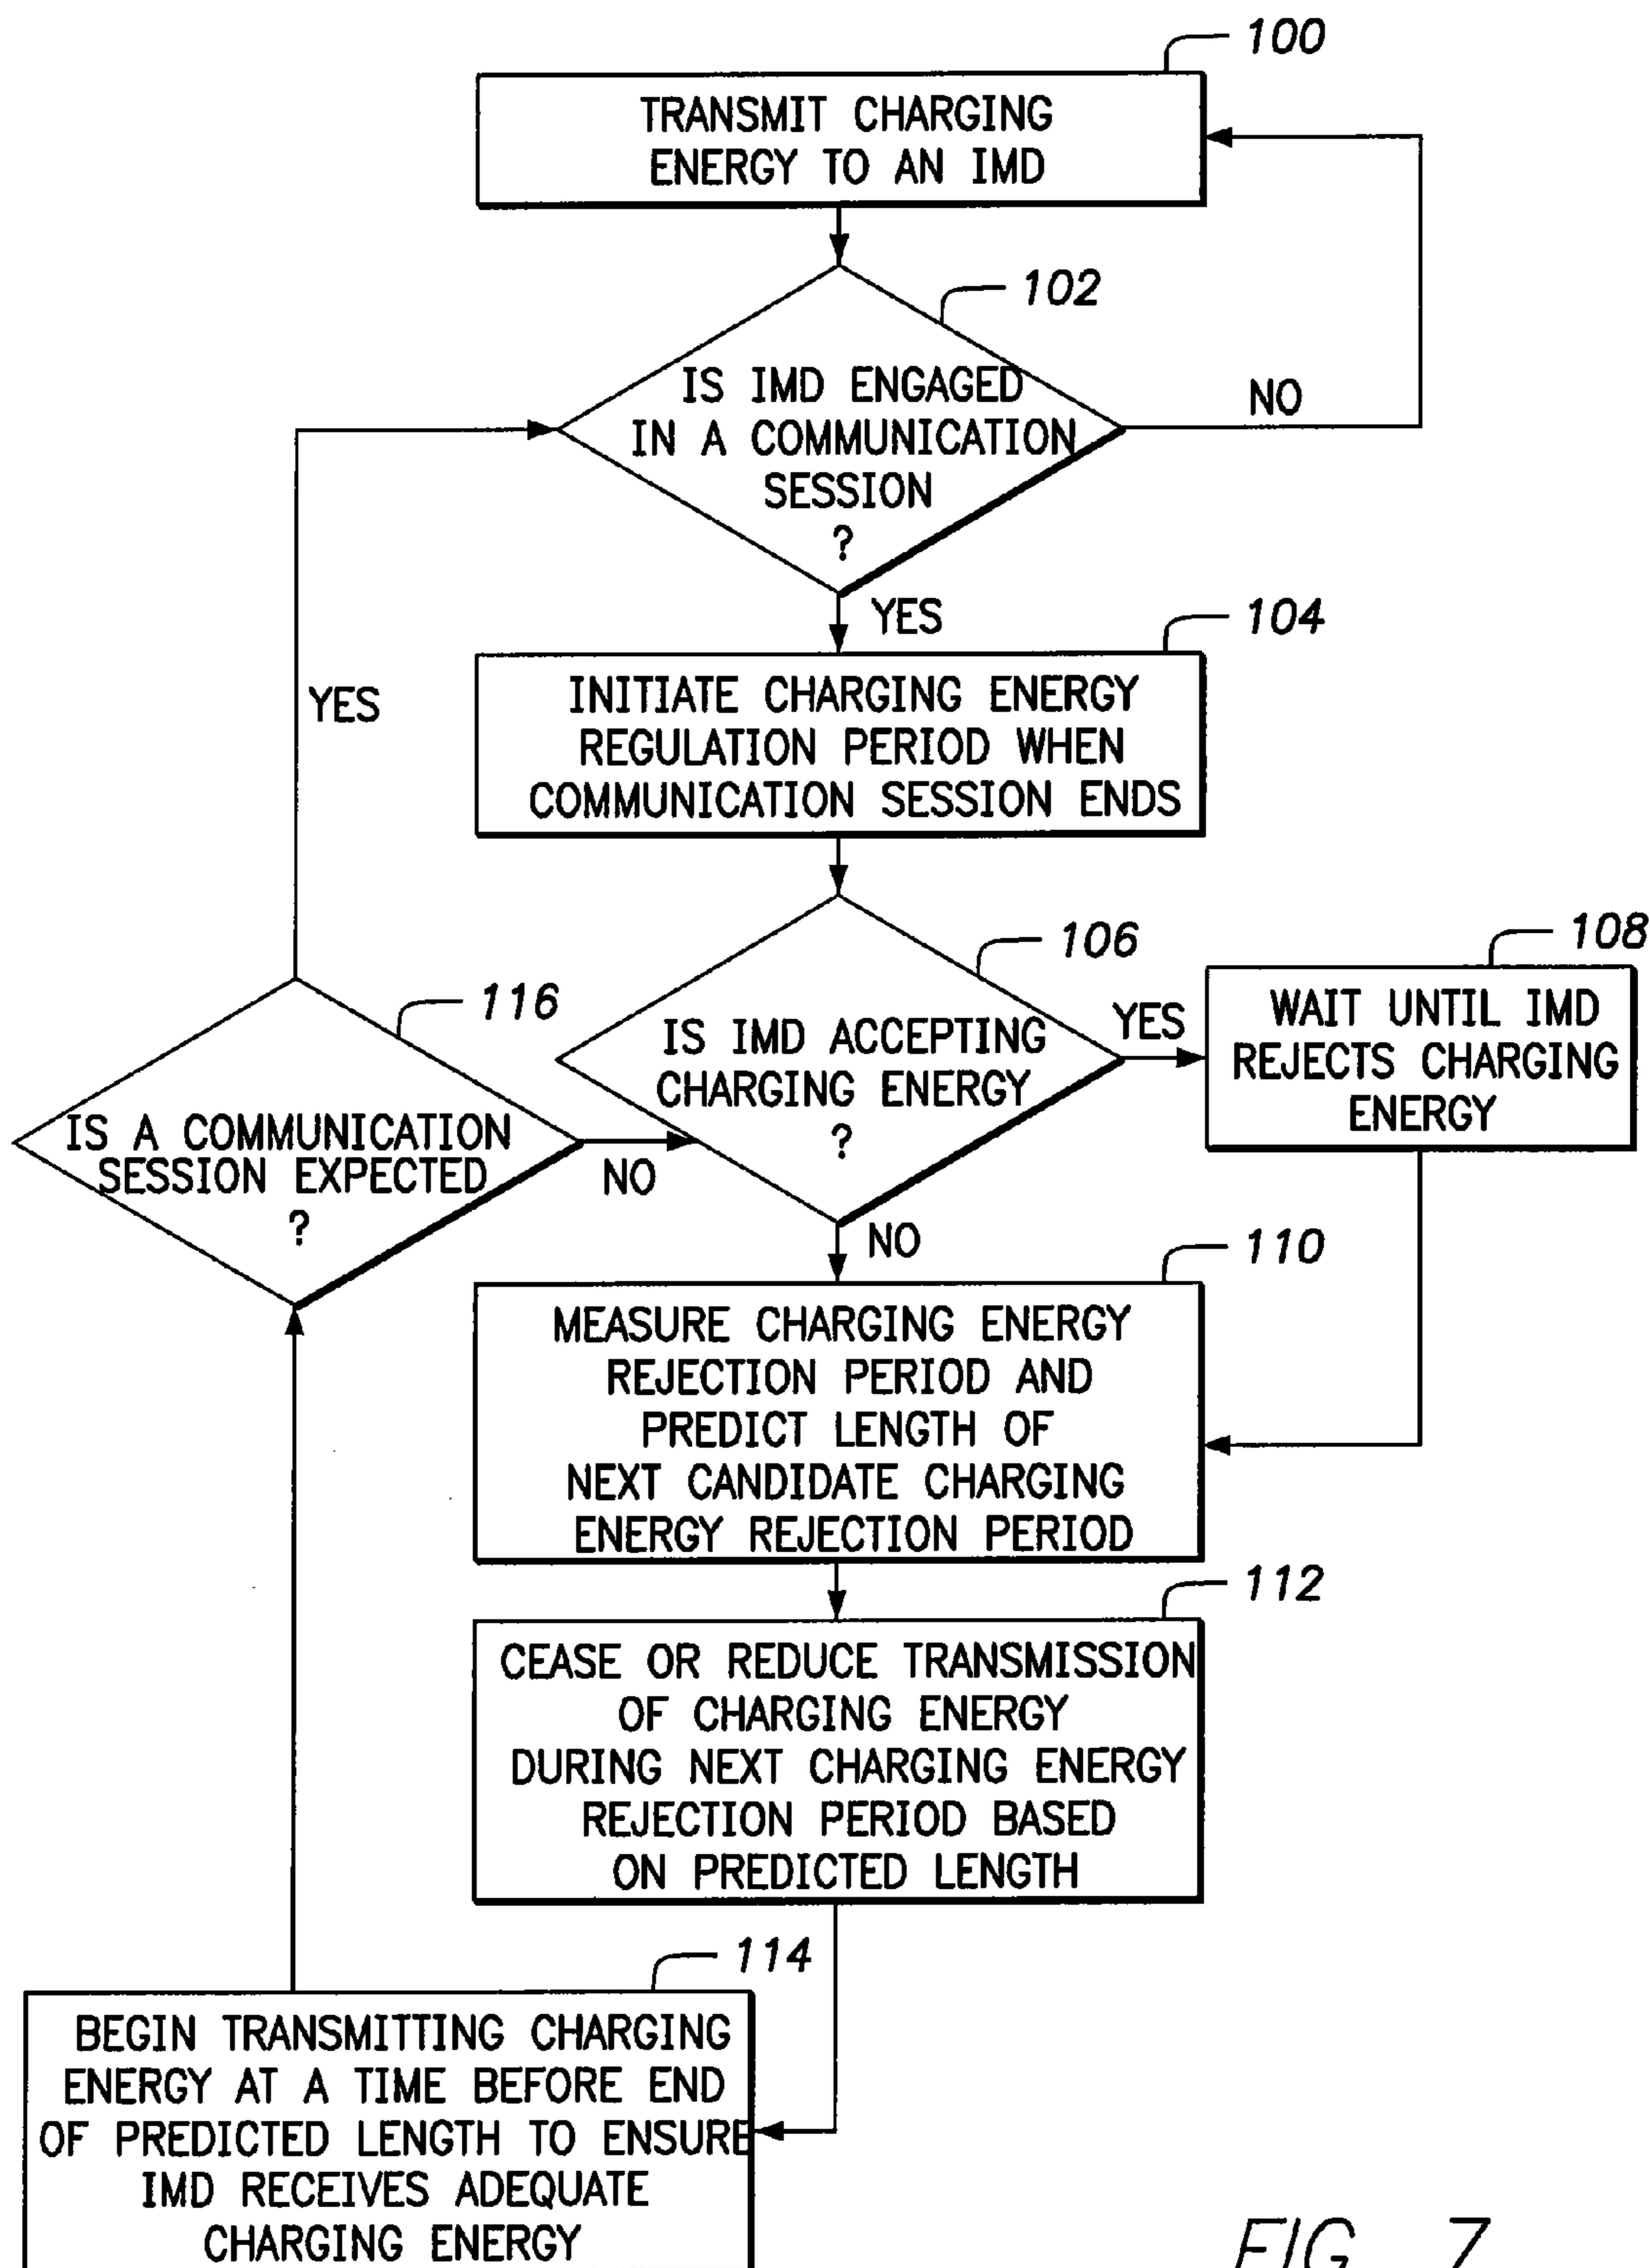 100
TRANSMIT CHARGING
ENERGY TO AN IMD
102
IS IMD ENGAGED
IN A COMMUNICATION
SESSION
?
NO
YES
104
INITIATE CHARGING ENERGY
REGULATION PERIOD WHEN
COMMUNICATION SESSION ENDS
YES
106
IS IMD ACCEPTING
CHARGING ENERGY
?
YES
108
WAIT UNTIL IMD
REJECTS CHARGING
ENERGY
116
IS A COMMUNICATION
SESSION EXPECTED
?
NO
NO
110
MEASURE CHARGING ENERGY
REJECTION PERIOD AND
PREDICT LENGTH OF
NEXT CANDIDATE CHARGING
ENERGY REJECTION PERIOD
112
CEASE OR REDUCE TRANSMISSION
OF CHARGING ENERGY
DURING NEXT CHARGING ENERGY
REJECTION PERIOD BASED
ON PREDICTED LENGTH
114
BEGIN TRANSMITTING CHARGING
ENERGY AT A TIME BEFORE END
OF PREDICTED LENGTH TO ENSURE
IMD RECEIVES ADEQUATE
CHARGING ENERGY
FIG. 7